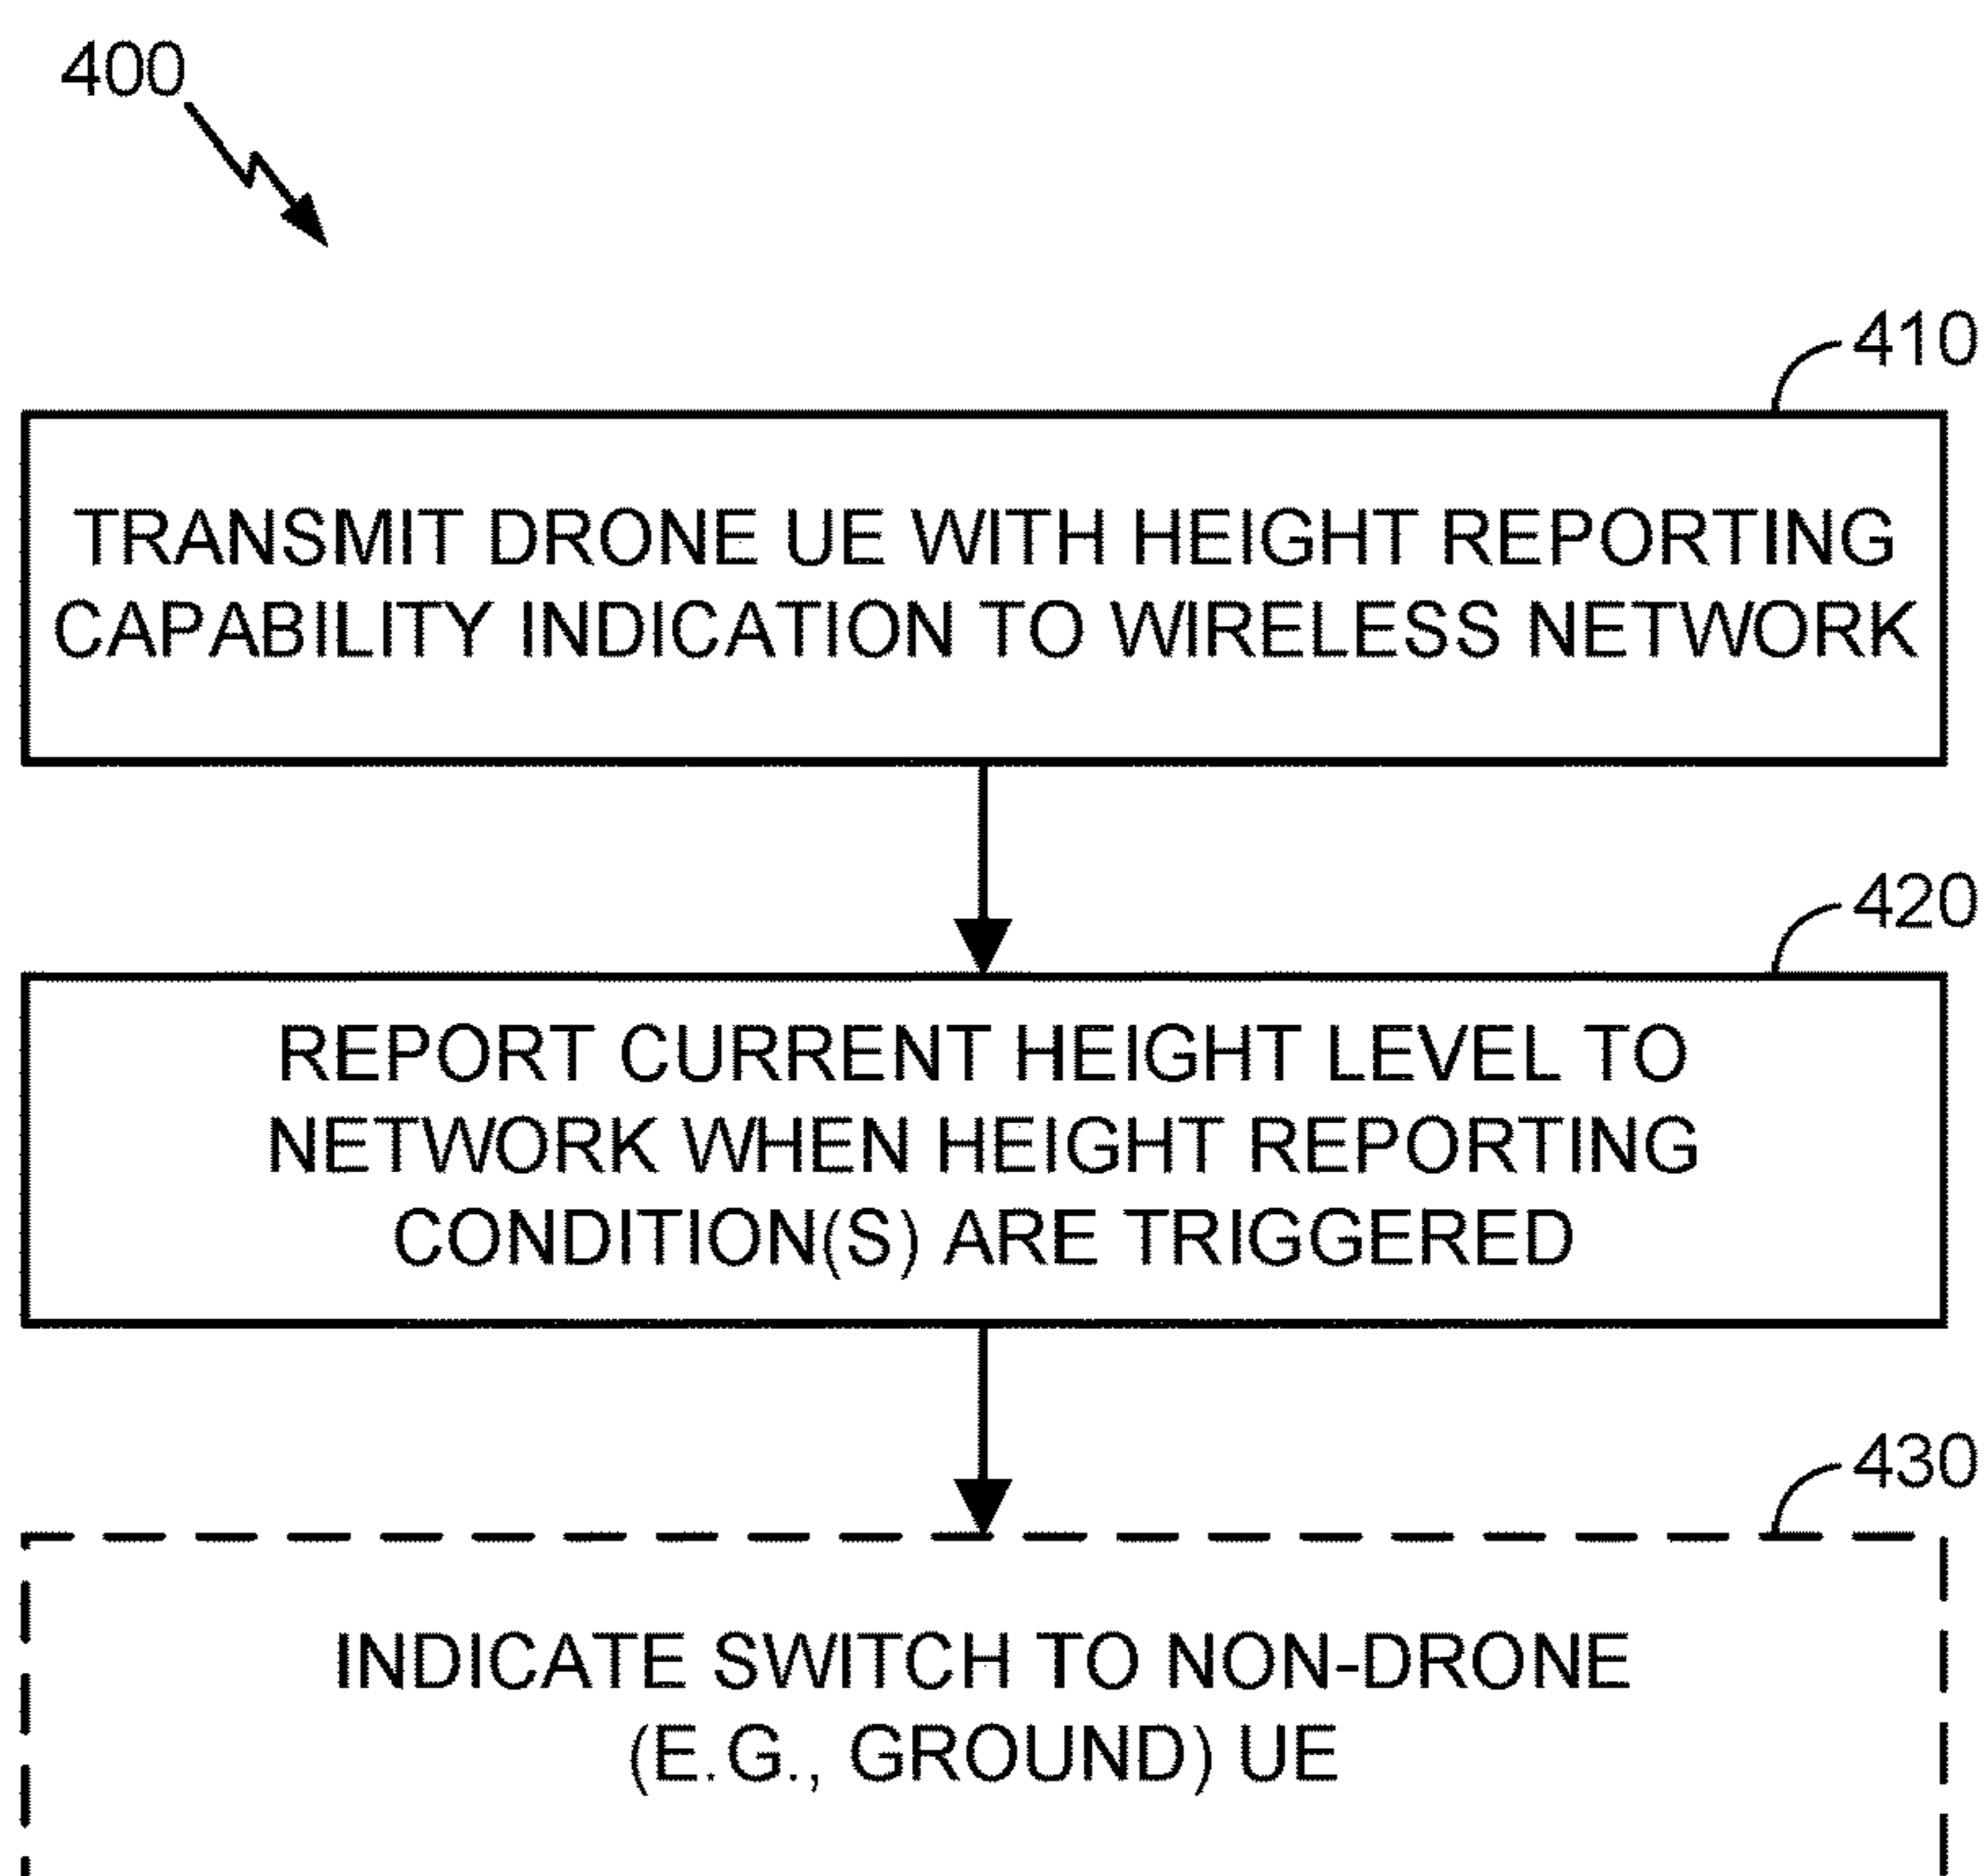 400
410
TRANSMIT DRONE UE WITH HEIGHT REPORTING
CAPABILITY INDICATION TO WIRELESS NETWORK
420
REPORT CURRENT HEIGHT LEVEL TO
NETWORK WHEN HEIGHT REPORTING
CONDITION(S) ARE TRIGGERED
430
INDICATE SWITCH TO NON-DRONE
(E.G., GROUND) UE